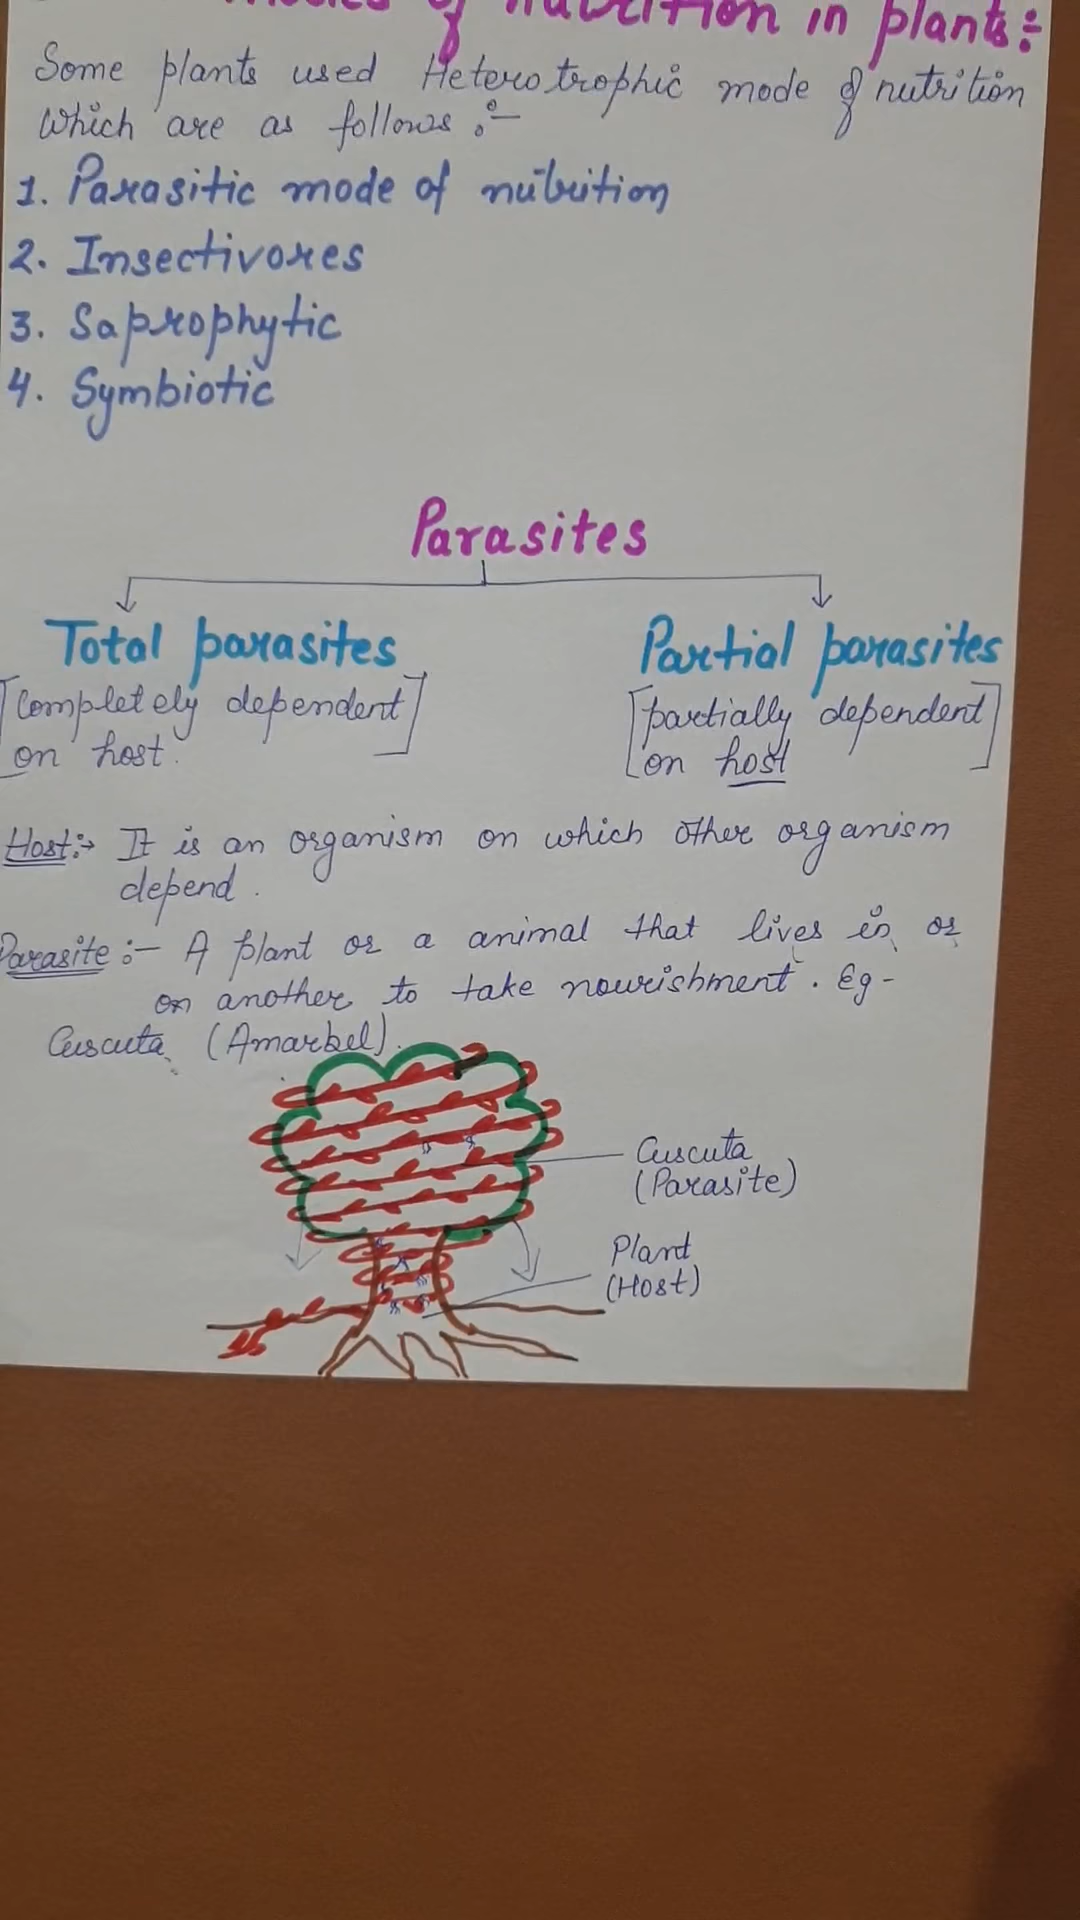 of nutrition in plants:-
Some plants used Heterotrophic mode of nutrition
which are as follows :-
1. Parasitic mode of nutrition
2. Insectivores
3. Saprophytic
4. Symbiotic
Parasites
Total parasites
[Completely dependent]
on host.
Partial parasites
[partially dependent]
on host
Host:→ It is an organism on which other organism
depend.
Parasite :- A plant or a animal that lives in or
on another to take nourishment. Eg-
Cuscuta (Amarbel).
Cuscuta
(Parasite)
Plant
(Host)